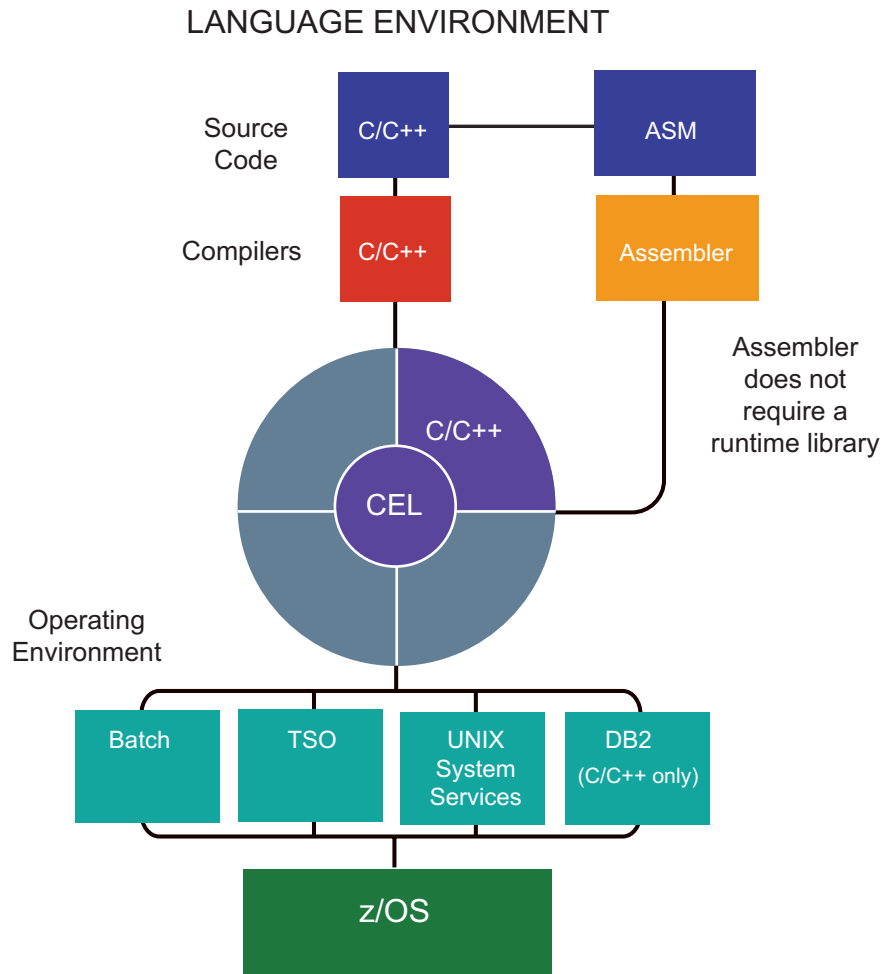 LANGUAGE ENVIRONMENT
Source
Code
C/C++
ASM
Compilers
C/C++
Assembler
Assembler
does not
require a
runtime library
C/C++
CEL
Operating
Environment
Batch
TSO
UNIX
System
Services
DB2
(C/C++ only)
z/OS